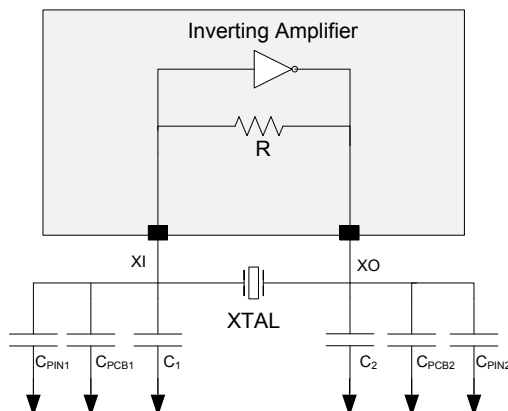 Inverting Amplifier
R
XI
XO
XTAL
CPIN1
CPCB1
C1
C2
CPCB2
CPIN2